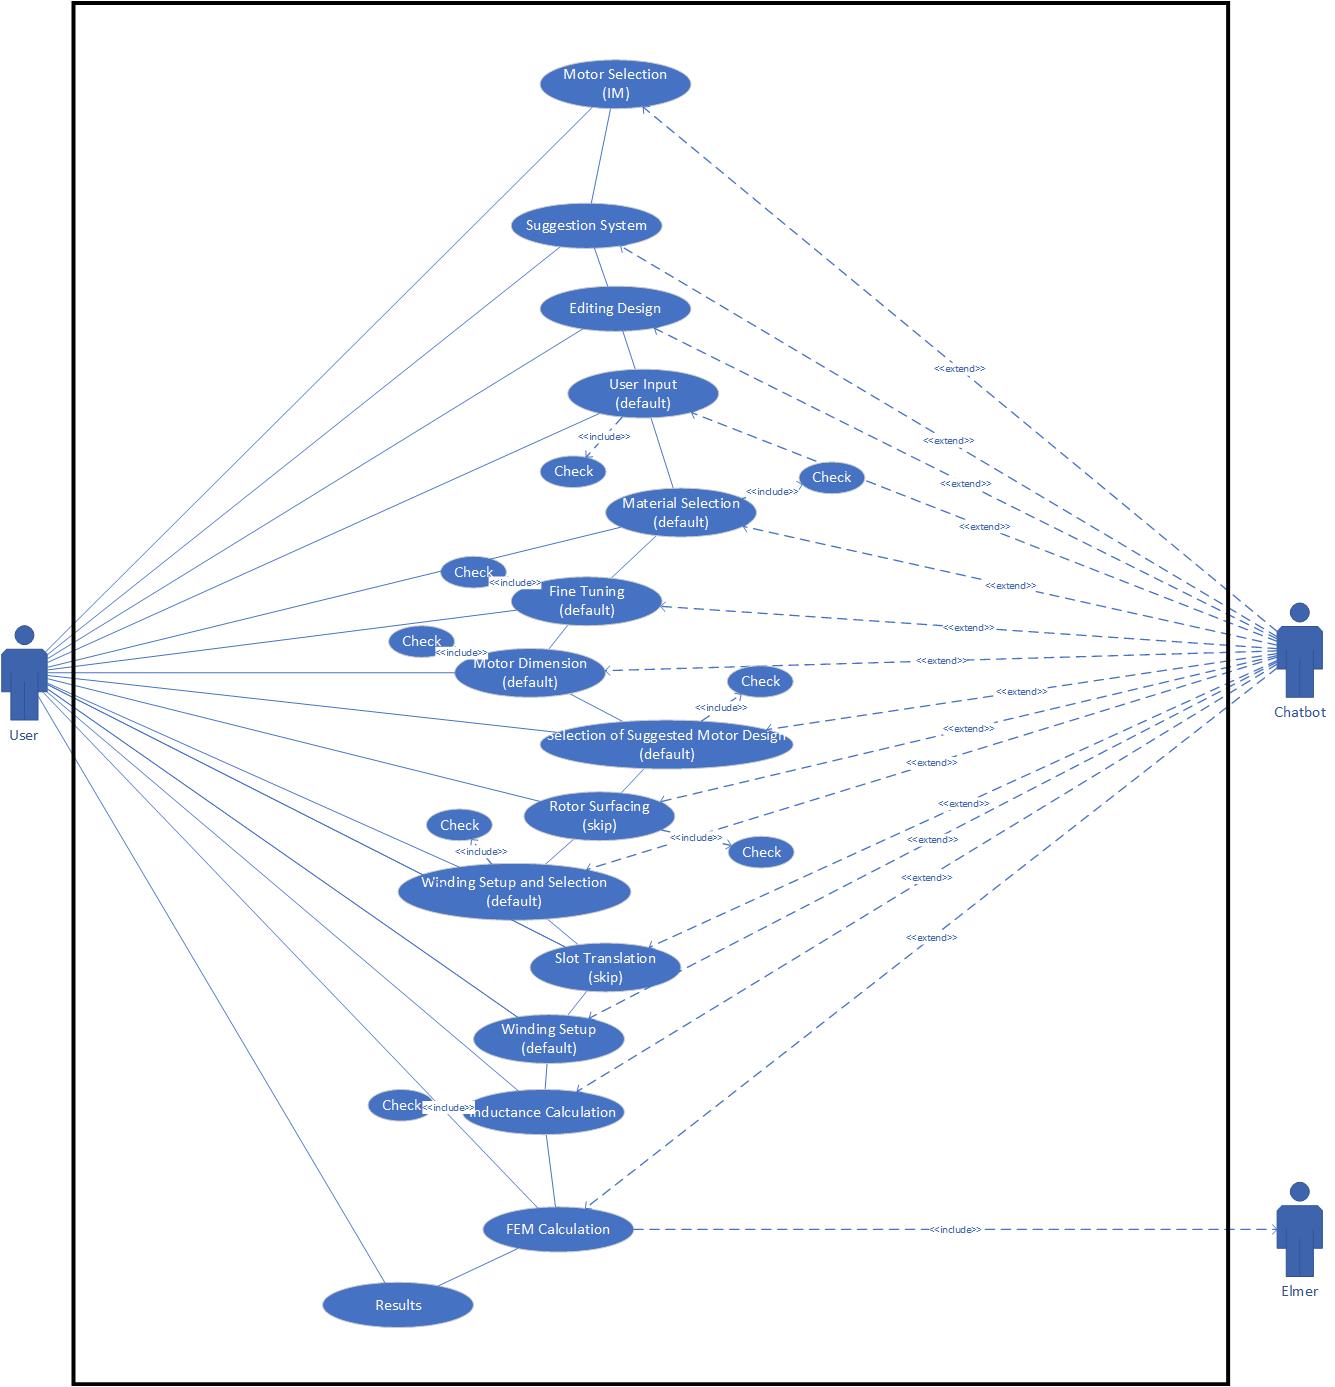 Motor Selection
(IM)
Suggestion System
Editing Design
<<extend>>
User Input
(default)
<<include>>
<<extend>>
Check
Check
<<extend>>
<<include>>
Material Selection
(default)
<<extend>>
Check
<<include>>
<<extend>>
Fine Tuning
(default)
<<extend>>
Check
<<include>>
Motor Dimension
(default)
<<extend>>
Check
<<extend>>
<<include>>
Chatbot
User
Selection of Suggested Motor Design
(default)
<<extend>>
<<extend>>
Rotor Surfacing
(skip)
<<extend>>
Check
<<include>>
<<extend>>
<<include>>
Check
Winding Setup and Selection
(default)
<<extend>>
<<extend>>
Slot Translation
(skip)
Winding Setup
(default)
Check
<<include>>
Inductance Calculation
FEM Calculation
<<include>>
Elmer
Results